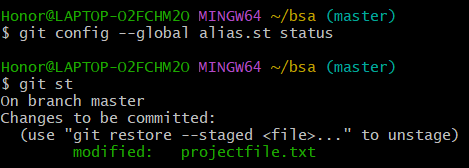 Honor@LAPTOP-O2FCHM2O MINGW64 ~/bsa (master)
$ git config --global alias.st status
Honor@LAPTOP-O2FCHM2O MINGW64 ~/bsa (master)
$ git st
On branch master
Changes to be committed:
  (use "git restore --staged <file>..." to unstage)
        modified:   projectfile.txt